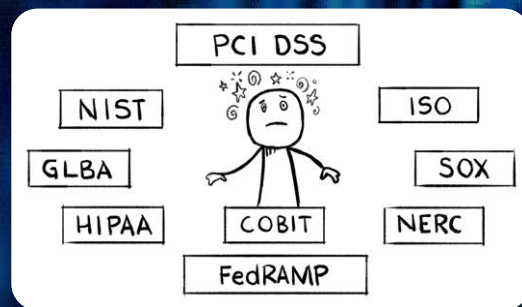 PCI DSS
NIST
ISO
GLBA
SOX
HIPAA
COBIT
NERC
FedRAMP